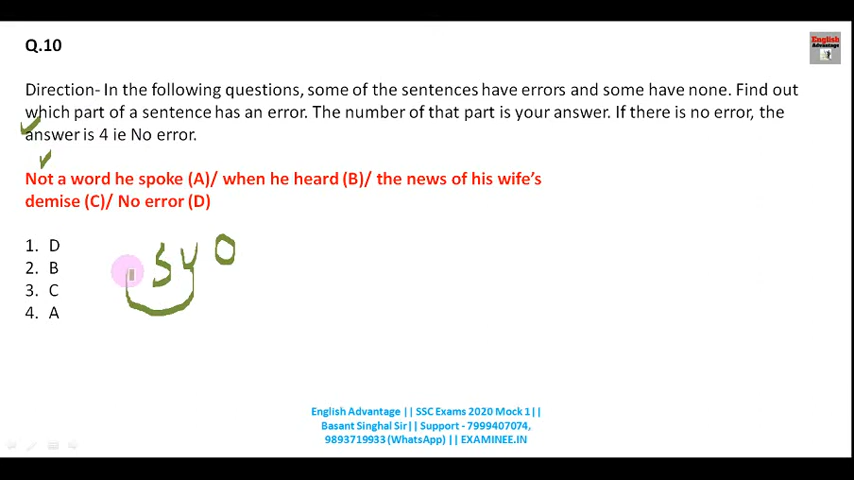 Q.10
English
Advantage
Direction- In the following questions, some of the sentences have errors and some have none. Find out
which part of a sentence has an error. The number of that part is your answer. If there is no error, the
answer is 4 ie No error.
Not a word he spoke (A)/ when he heard (B)/ the news of his wife's
demise (C)/ No error (D)
1. D
2. B
3. C
4. A
S V O
English Advantage || SSC Exams 2020 Mock 1||
Basant Singhal Sir|| Support - 7999407074,
9893719933 (WhatsApp) || EXAMINEE.IN